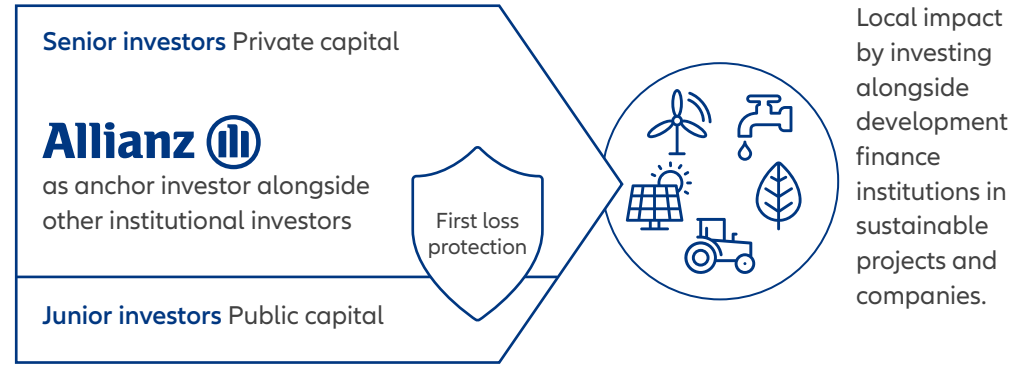 Senior investors Private capital
Allianz
as anchor investor alongside
other institutional investors
First loss
protection
Junior investors Public capital
Local impact
by investing
alongside
development
finance
institutions in
sustainable
projects and
companies.